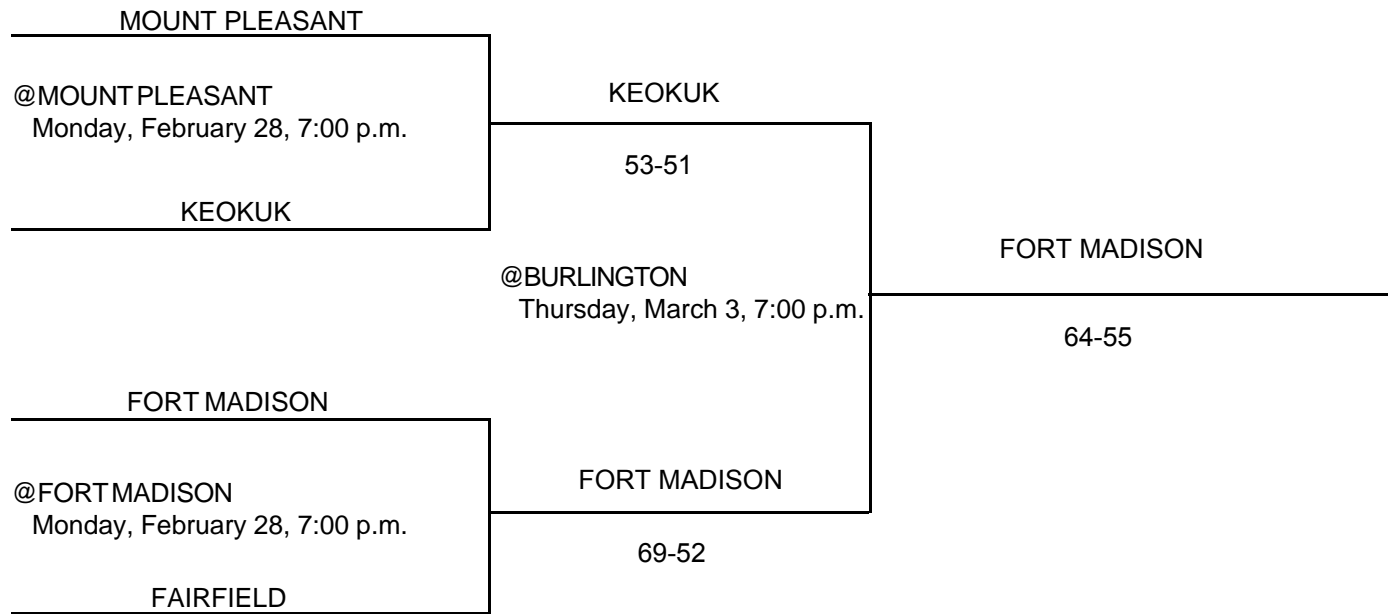 MOUNT PLEASANT
@MOUNT PLEASANT
Monday, February 28, 7:00 p.m.
KEOKUK
KEOKUK
53-51
@BURLINGTON
Thursday, March 3, 7:00 p.m.
FORT MADISON
64-55
FORT MADISON
@FORT MADISON
Monday, February 28, 7:00 p.m.
FAIRFIELD
FORT MADISON
69-52